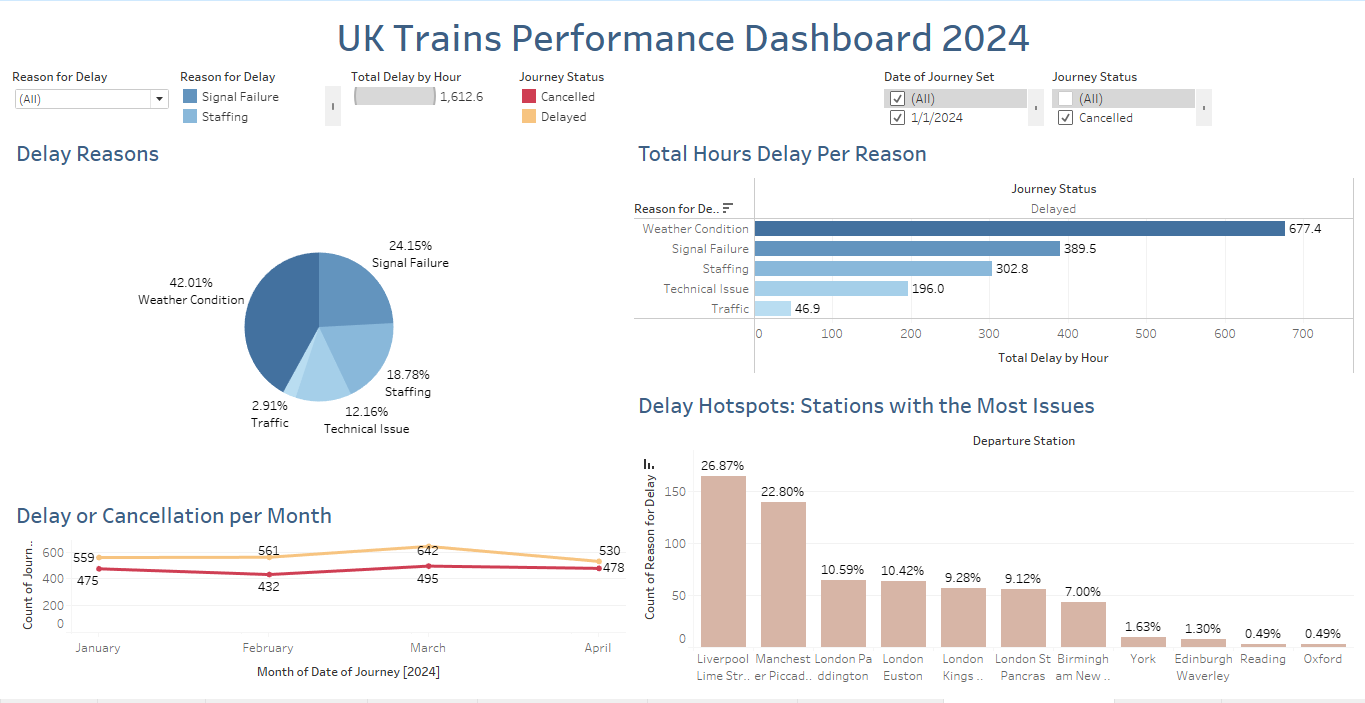 UK Trains Performance Dashboard 2024
Reason for Delay
(All)
Reason for Delay
Signal Failure
Staffing
Total Delay by Hour
1,612.6
Journey Status
Cancelled
Delayed
Date of Journey Set
(All)
1/1/2024
Journey Status
(All)
Cancelled
Delay Reasons
24.15%
Signal Failure
42.01%
Weather Condition
18.78%
Staffing
2.91%
Traffic
12.16%
Technical Issue
Total Hours Delay Per Reason
Journey Status
Reason for De..
Delayed
Weather Condition 677.4
Signal Failure 389.5
Staffing 302.8
Technical Issue 196.0
Traffic 46.9
0 100 200 300 400 500 600 700
Total Delay by Hour
Delay or Cancellation per Month
Count of Journ..
600
400
200
0
559 561 642 530
475 432 495 478
January February March April
Month of Date of Journey [2024]
Delay Hotspots: Stations with the Most Issues
Departure Station
Count of Reason for Delay
150
100
50
0
26.87% 22.80% 10.59% 10.42% 9.28% 9.12% 7.00% 1.63% 1.30% 0.49% 0.49%
Liverpool Manchest London Pa London London London St Birmingh York Edinburgh Reading Oxford
Lime Str.. er Piccad.. ddington Euston Kings .. Pancras am New .. Waverley